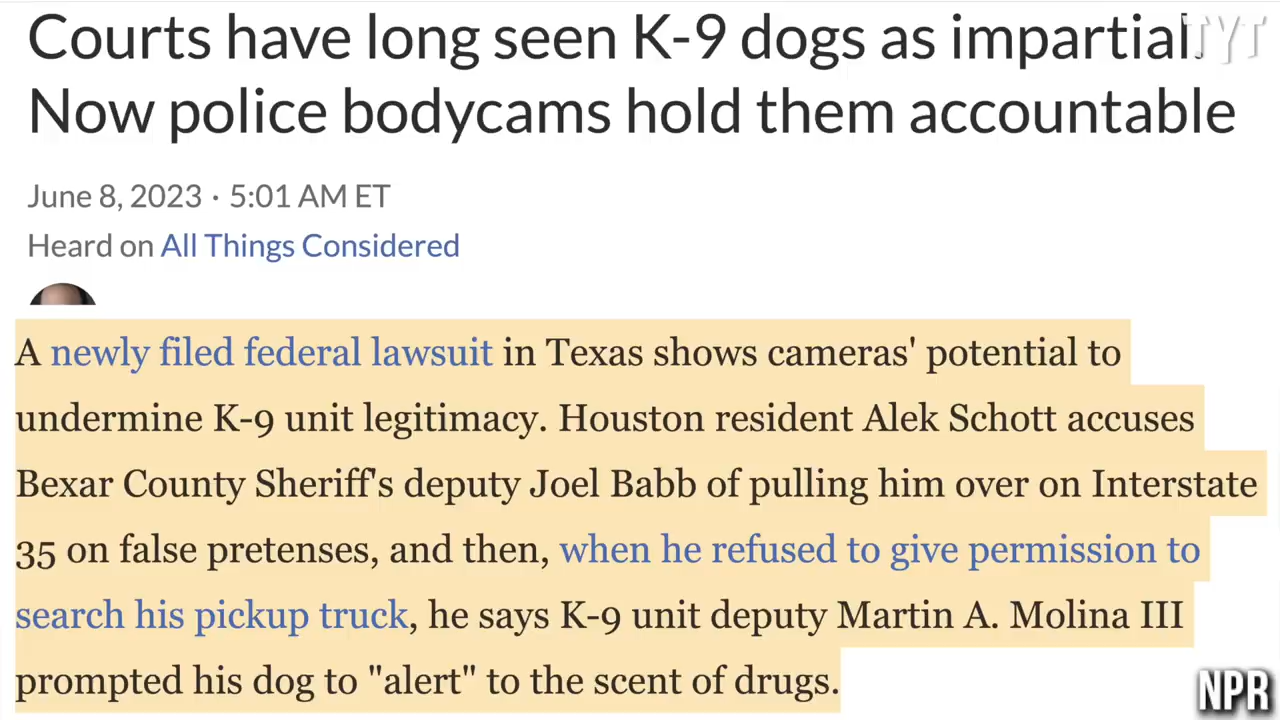 Courts have long seen K-9 dogs as impartial.
TYT
Now police bodycams hold them accountable
June 8, 2023 · 5:01 AM ET
Heard on All Things Considered
A newly filed federal lawsuit in Texas shows cameras' potential to
undermine K-9 unit legitimacy. Houston resident Alek Schott accuses
Bexar County Sheriff's deputy Joel Babb of pulling him over on Interstate
35 on false pretenses, and then, when he refused to give permission to
search his pickup truck, he says K-9 unit deputy Martin A. Molina III
prompted his dog to "alert" to the scent of drugs.
NPR